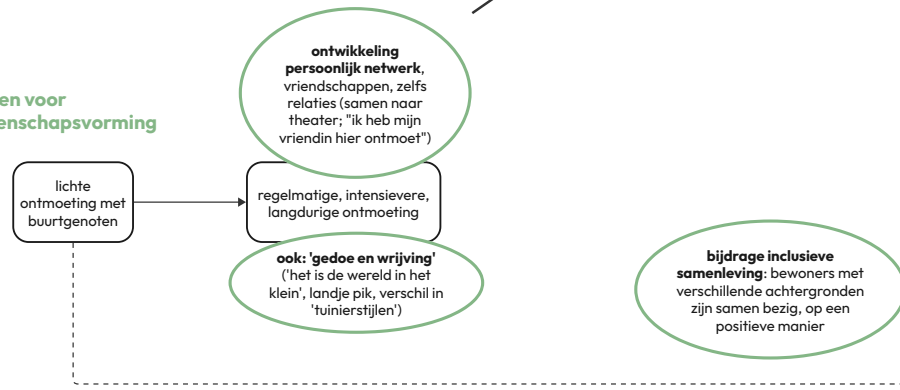 ontwikkeling
persoonlijk netwerk,
vriendschappen, zelfs
relaties (samen naar
theater; "ik heb mijn
vriendin hier ontmoet")
en voor
enschapsvorming
lichte
ontmoeting met
buurtgenoten
regelmatige, intensievere,
langdurige ontmoeting
ook: 'gedoe en wrijving'
('het is de wereld in het
klein', landje pik, verschil in
'tuinierstijlen')
bijdrage inclusieve
samenleving: bewoners met
verschillende achtergronden
zijn samen bezig, op een
positieve manier